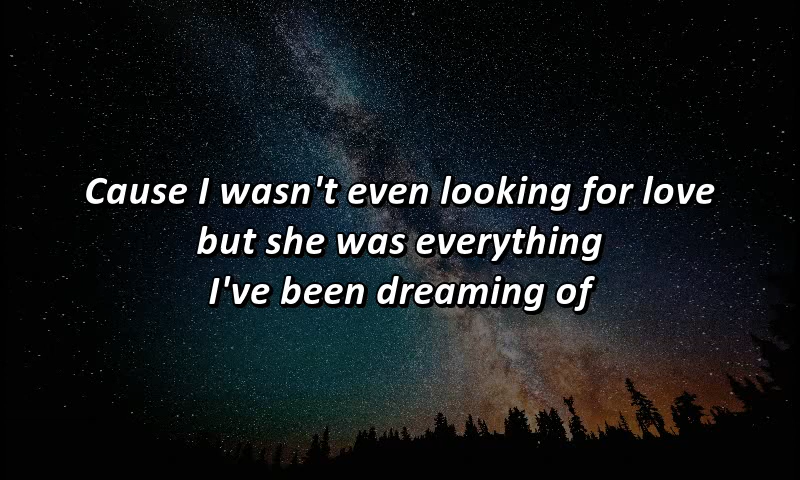 Cause I wasn't even looking for love
but she was everything
I've been dreaming of